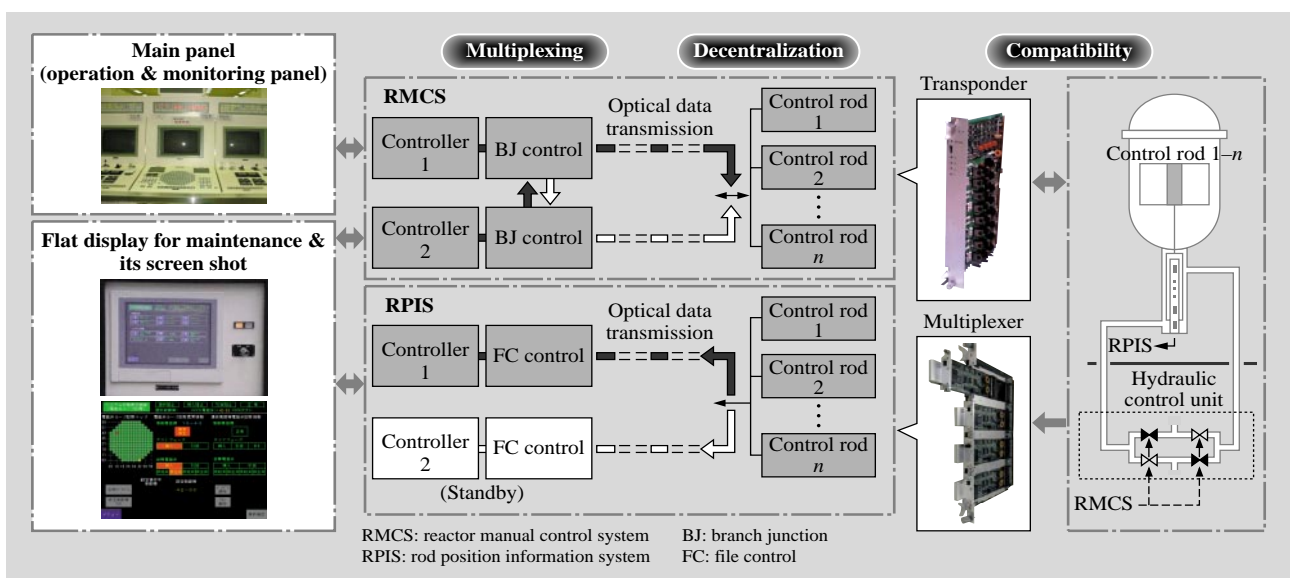 Main panel
(operation & monitoring panel)
Flat display for maintenance &
its screen shot
Multiplexing
Decentralization
Compatibility
RMCS
Controller
1
BJ control
Controller
2
BJ control
Optical data
transmission
Control rod
1
Control rod
2
Control rod
n
RPIS
Controller
1
FC control
Controller
2
FC control
(Standby)
Optical data
transmission
Control rod
1
Control rod
2
Control rod
n
Transponder
Multiplexer
Control rod 1–n
RPIS
Hydraulic
control unit
RMCS
RMCS: reactor manual control system
BJ: branch junction
RPIS: rod position information system
FC: file control